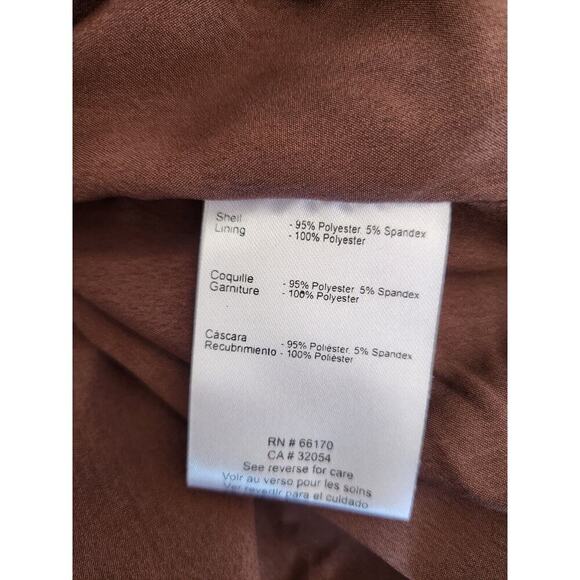 Shell - 95% Polyester 5% Spandex
Lining - 100% Polyester
Coquille - 95% Polyester 5% Spandex
Garniture - 100% Polyester
Cáscara - 95% Poliéster 5% Spandex
Recubrimiento - 100% Poliéster
RN # 66170
CA # 32054
See reverse for care
Voir au verso pour les soins
Ver revertir para el cuidado